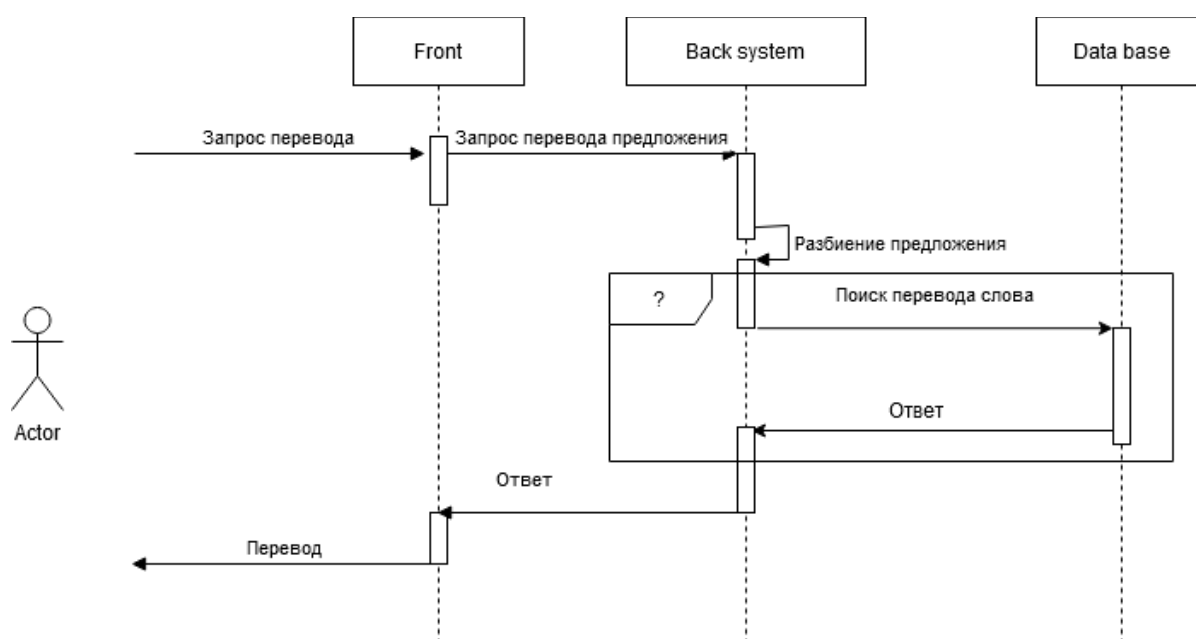 Front
Back system
Data base
Запрос перевода
Запрос перевода предложения
Разбиение предложения
?
Поиск перевода слова
Actor
Ответ
Ответ
Перевод